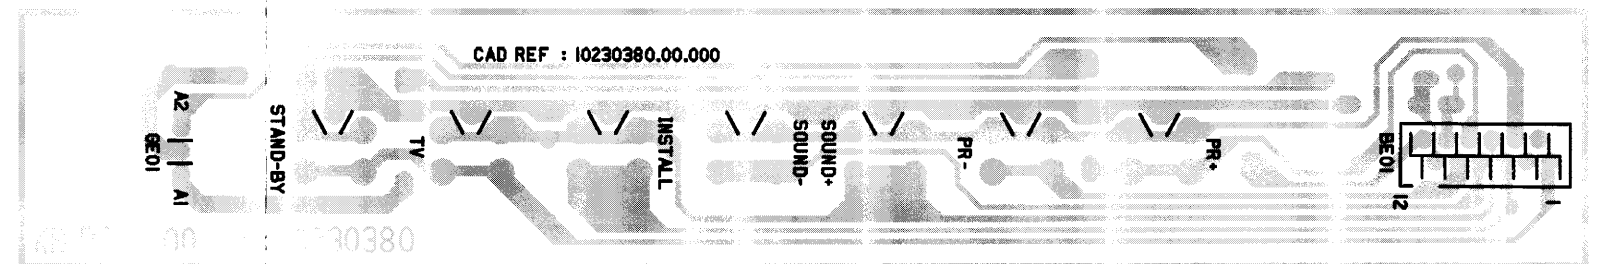 CAD REF : 10230380.00.000
A2
GE01
A1
STAND-BY
TV
INSTALL
SOUND-
SOUND+
PR-
PR+
BE01
12
1
30380